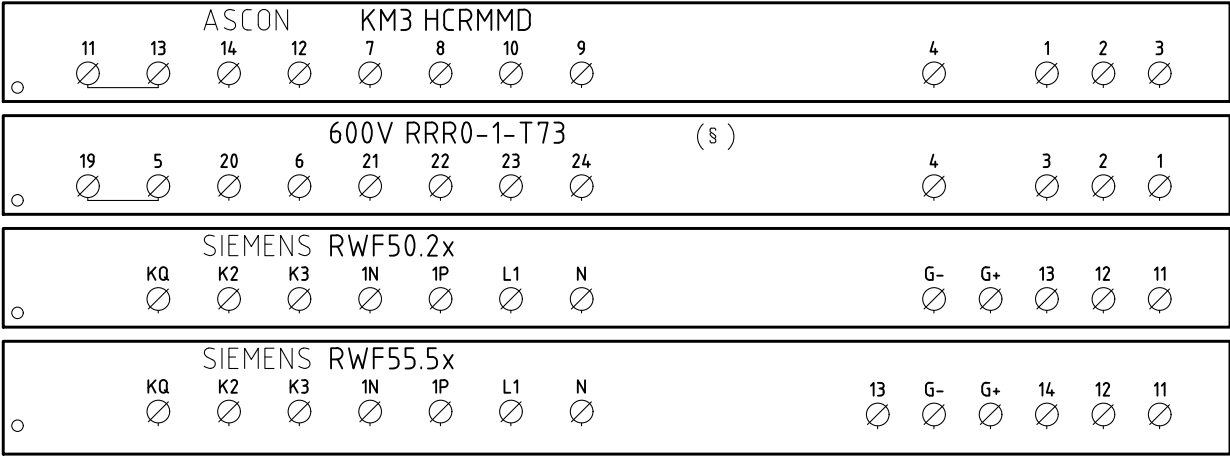 ASCON KM3 HCRMMD
11 13 14 12 7 8 10 9 4 1 2 3
600V RRR0-1-T73 (§)
19 5 20 6 21 22 23 24 4 3 2 1
SIEMENS RWF50.2x
KQ K2 K3 1N 1P L1 N G- G+ 13 12 11
SIEMENS RWF55.5x
KQ K2 K3 1N 1P L1 N 13 G- G+ 14 12 11